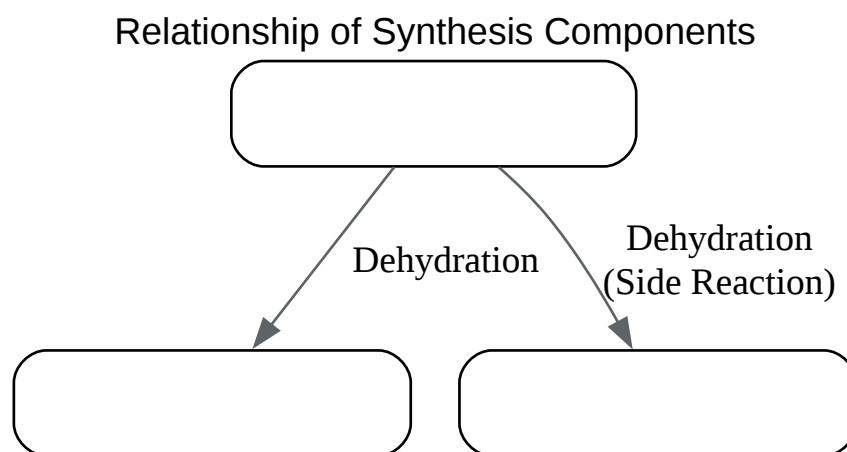 Relationship of Synthesis Components
Dehydration
Dehydration
(Side Reaction)